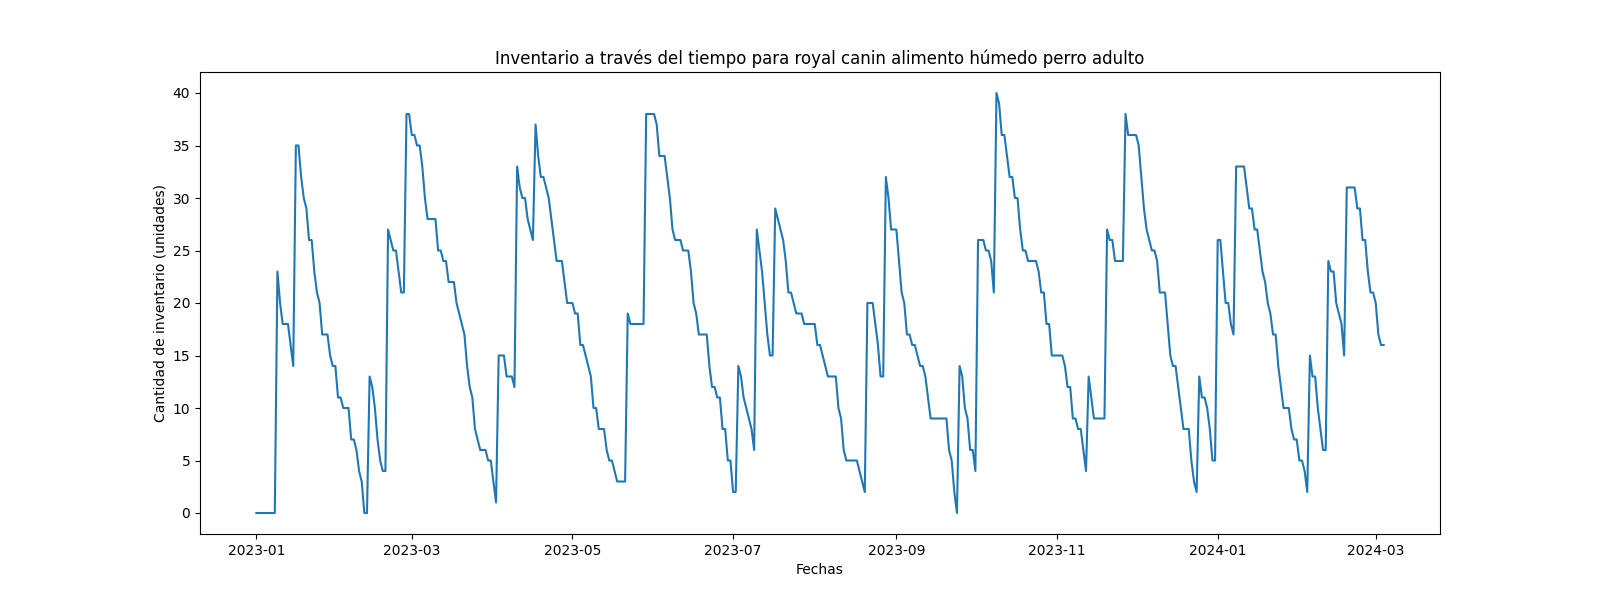 Inventario a través del tiempo para royal canin alimento húmedo perro adulto
Cantidad de inventario (unidades)
40
35
30
25
20
15
10
5
0
2023-01 2023-03 2023-05 2023-07 2023-09 2023-11 2024-01 2024-03
Fechas